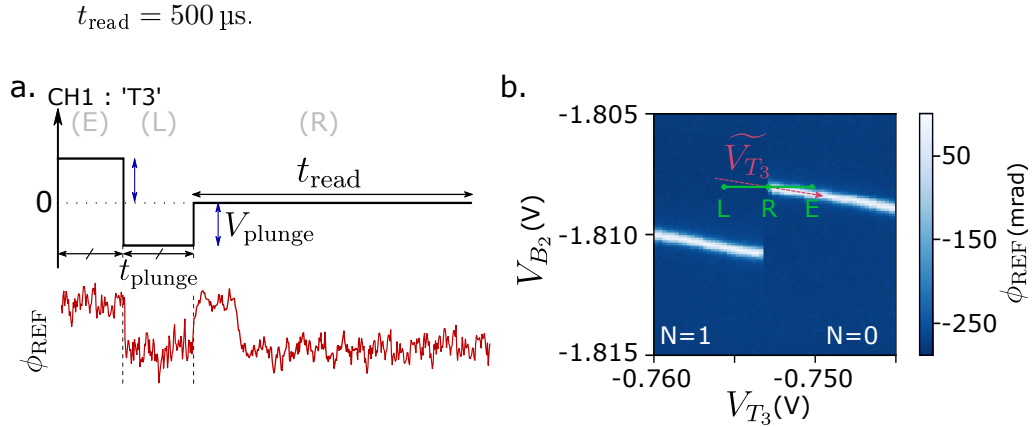 t_read = 500 µs.
a.
CH1 : 'T3'
(E) (L) (R)
t_read
0
V_plunge
t_plunge
ϕ_REF
b.
-1.805
-1.810
-1.815
V_B₂(V)
Ṽ_T₃
L R E
N=1 N=0
-0.760 -0.750
V_T₃(V)
50
-50
-150
-250
ϕ_REF (mrad)